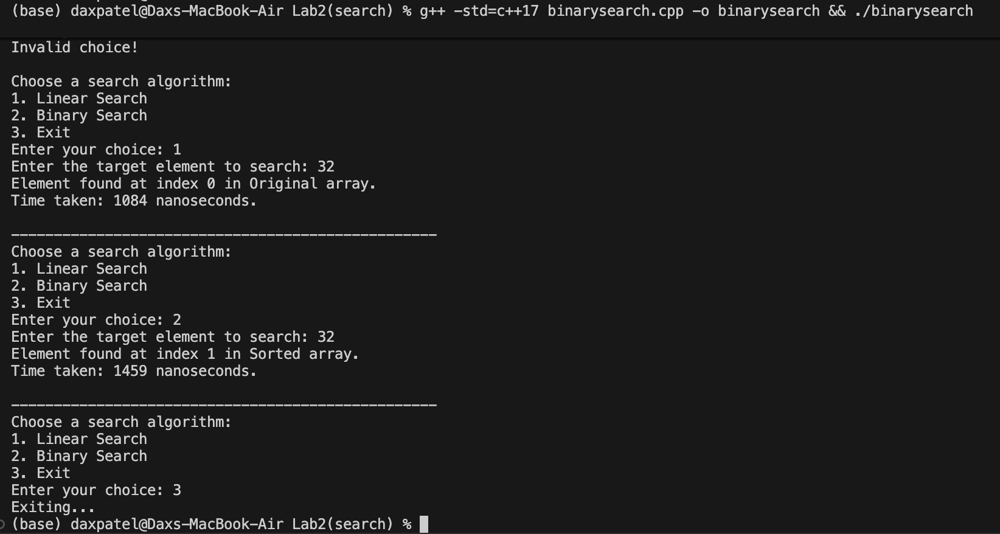 (base) daxpatel@Daxs-MacBook-Air Lab2(search) % g++ -std=c++17 binarysearch.cpp -o binarysearch && ./binarysearch
Invalid choice!
Choose a search algorithm:
1. Linear Search
2. Binary Search
3. Exit
Enter your choice: 1
Enter the target element to search: 32
Element found at index 0 in Original array.
Time taken: 1084 nanoseconds.
--------------------------------------------------
Choose a search algorithm:
1. Linear Search
2. Binary Search
3. Exit
Enter your choice: 2
Enter the target element to search: 32
Element found at index 1 in Sorted array.
Time taken: 1459 nanoseconds.
--------------------------------------------------
Choose a search algorithm:
1. Linear Search
2. Binary Search
3. Exit
Enter your choice: 3
Exiting...
(base) daxpatel@Daxs-MacBook-Air Lab2(search) %